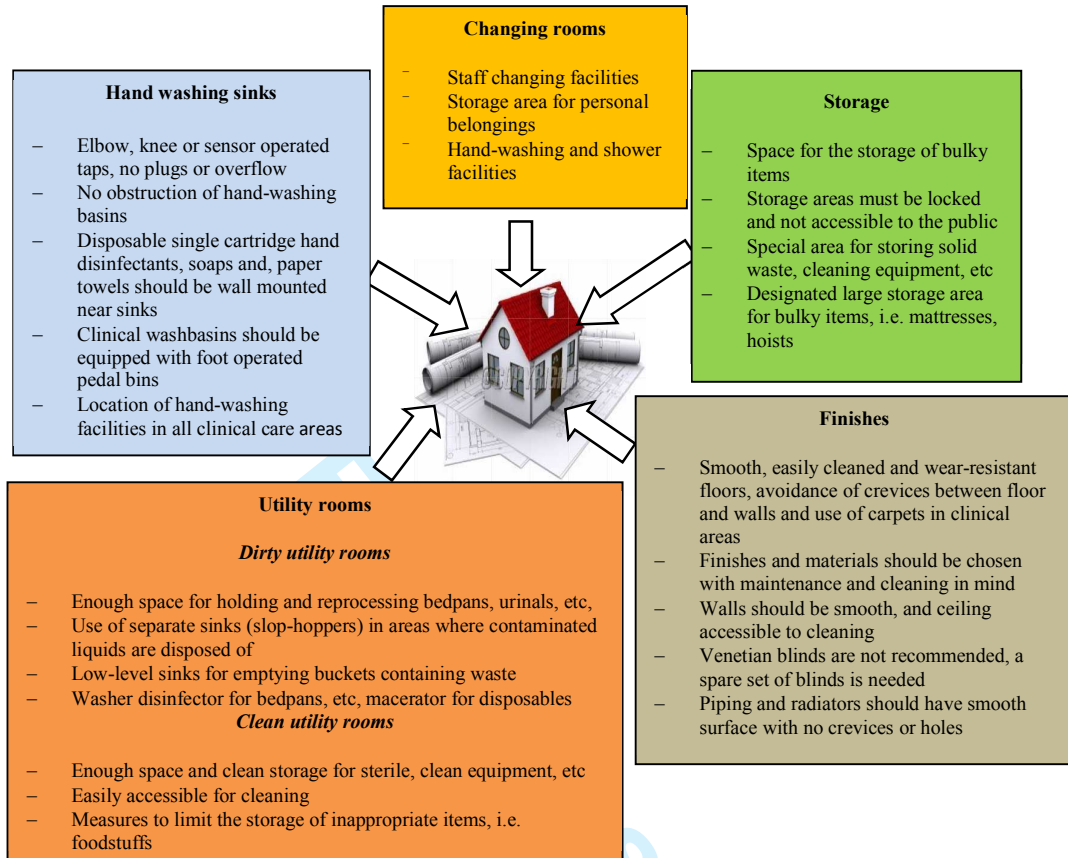 Changing rooms
– Staff changing facilities
– Storage area for personal
belongings
– Hand-washing and shower
facilities
Hand washing sinks
– Elbow, knee or sensor operated
taps, no plugs or overflow
– No obstruction of hand-washing
basins
– Disposable single cartridge hand
disinfectants, soaps and, paper
towels should be wall mounted
near sinks
– Clinical washbasins should be
equipped with foot operated
pedal bins
– Location of hand-washing
facilities in all clinical care areas
Storage
– Space for the storage of bulky
items
– Storage areas must be locked
and not accessible to the public
– Special area for storing solid
waste, cleaning equipment, etc
– Designated large storage area
for bulky items, i.e. mattresses,
hoists
Finishes
– Smooth, easily cleaned and wear-resistant
floors, avoidance of crevices between floor
and walls and use of carpets in clinical
areas
– Finishes and materials should be chosen
with maintenance and cleaning in mind
– Walls should be smooth, and ceiling
accessible to cleaning
– Venetian blinds are not recommended, a
spare set of blinds is needed
– Piping and radiators should have smooth
surface with no crevices or holes
Utility rooms
Dirty utility rooms
– Enough space for holding and reprocessing bedpans, urinals, etc,
– Use of separate sinks (slop-hoppers) in areas where contaminated
liquids are disposed of
– Low-level sinks for emptying buckets containing waste
– Washer disinfector for bedpans, etc, macerator for disposables
Clean utility rooms
– Enough space and clean storage for sterile, clean equipment, etc
– Easily accessible for cleaning
– Measures to limit the storage of inappropriate items, i.e.
foodstuffs